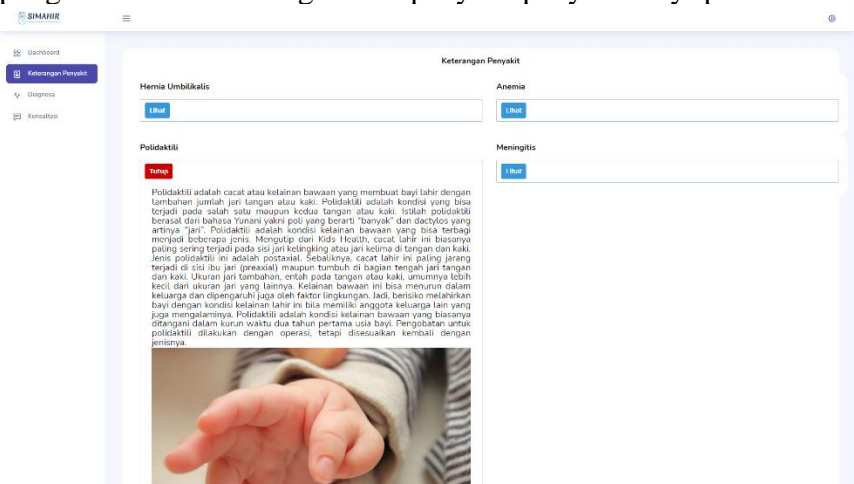 SIMAHIR
Dashboard
Keterangan Penyakit
Diagnosa
Konsultasi
Keterangan Penyakit
Hernia Umbilikalis
Lihat
Anemia
Lihat
Polidaktili
Tutup
Polidaktili adalah cacat atau kelainan bawaan yang membuat bayi lahir dengan
tambahan jumlah jari tangan atau kaki. Polidaktili adalah kondisi yang bisa
terjadi pada salah satu maupun kedua tangan atau kaki. Istilah polidaktili
berasal dari bahasa Yunani yakni poli yang berarti "banyak" dan dactylos yang
artinya "jari". Polidaktili adalah kondisi kelainan bawaan yang bisa terbagi
menjadi beberapa jenis. Mengutip dari Kids Health, cacat lahir ini biasanya
paling sering terjadi pada sisi jari kelingking atau jari kelima di tangan dan kaki.
Jenis polidaktili ini adalah postaxial. Sebaliknya, cacat lahir ini paling jarang
terjadi di sisi ibu jari (preaxial) maupun tumbuh di bagian tengah jari tangan
dan kaki. Ukuran jari tambahan, entah pada tangan atau kaki, umumnya lebih
kecil dari ukuran jari yang lainnya. Kelainan bawaan ini bisa menurun dalam
keluarga dan dipengaruhi juga oleh faktor lingkungan. Jadi, berisiko melahirkan
bayi dengan kondisi kelainan lahir ini bila memiliki anggota keluarga lain yang
juga mengalaminya. Polidaktili adalah kondisi kelainan bawaan yang biasanya
ditangani dalam kurun waktu dua tahun pertama usia bayi. Pengobatan untuk
polidaktili dilakukan dengan operasi, tetapi disesuaikan kembali dengan
jenisnya.
Meningitis
Lihat